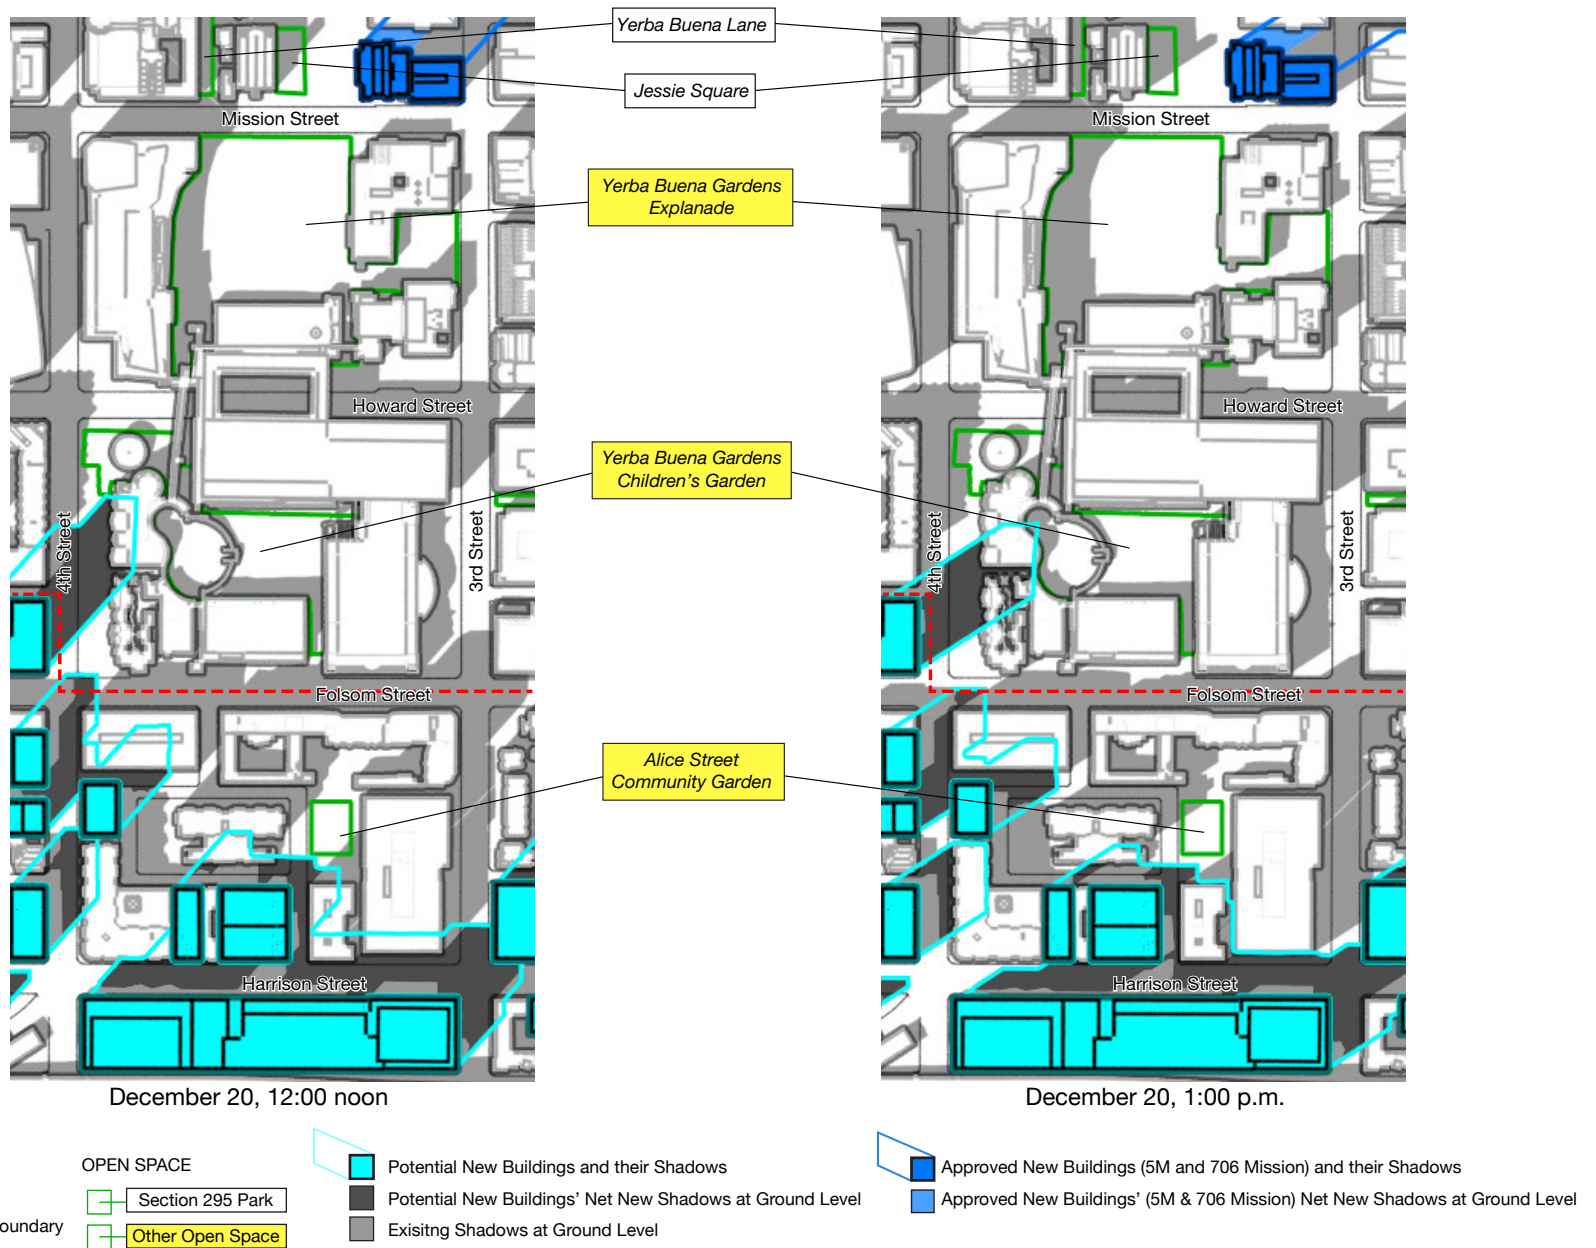 Yerba Buena Lane
Jessie Square
Mission Street
Mission Street
Yerba Buena Gardens
Explanade
Howard Street
Howard Street
Yerba Buena Gardens
Children's Garden
4th Street
3rd Street
4th Street
3rd Street
Folsom Street
Folsom Street
Alice Street
Community Garden
Harrison Street
Harrison Street
December 20, 12:00 noon
December 20, 1:00 p.m.
OPEN SPACE
Section 295 Park
oundary
Other Open Space
Potential New Buildings and their Shadows
Potential New Buildings' Net New Shadows at Ground Level
Exisitng Shadows at Ground Level
Approved New Buildings (5M and 706 Mission) and their Shadows
Approved New Buildings' (5M & 706 Mission) Net New Shadows at Ground Level